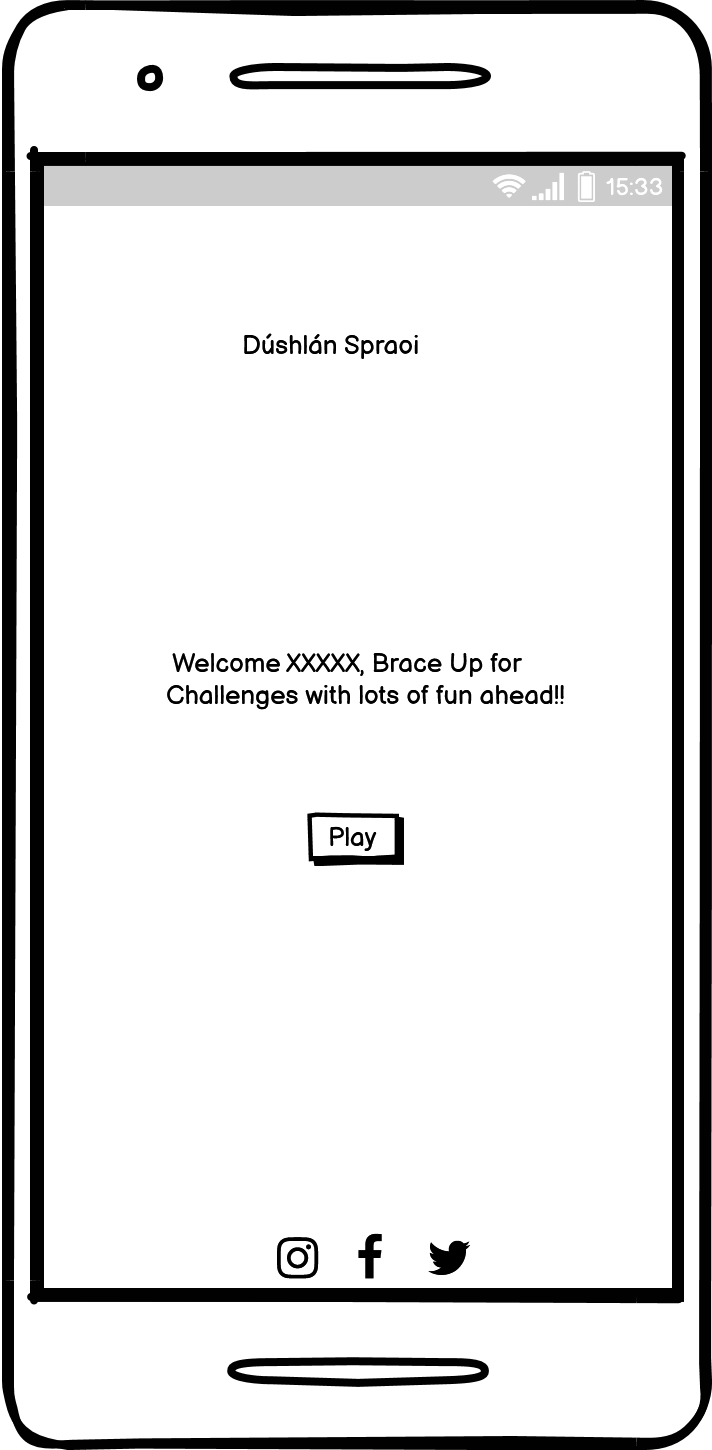 15:33
Dúshlán Spraoi
Welcome XXXXX, Brace Up for
Challenges with lots of fun ahead!!
Play